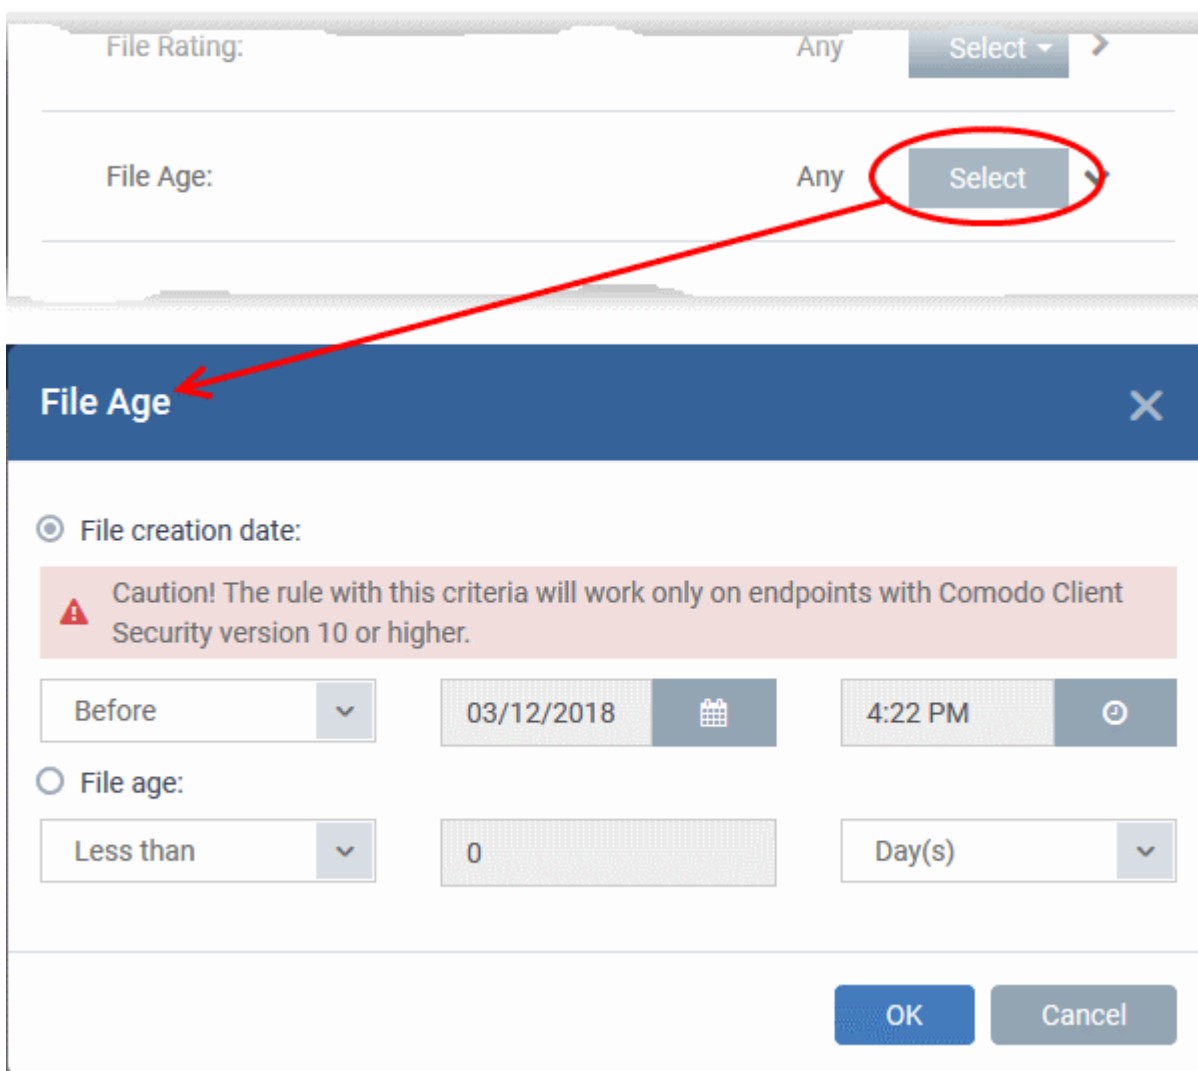 File Rating: Any Select
File Age: Any Select
File Age
File creation date:
Caution! The rule with this criteria will work only on endpoints with Comodo Client
Security version 10 or higher.
Before 03/12/2018 4:22 PM
File age:
Less than 0 Day(s)
OK Cancel